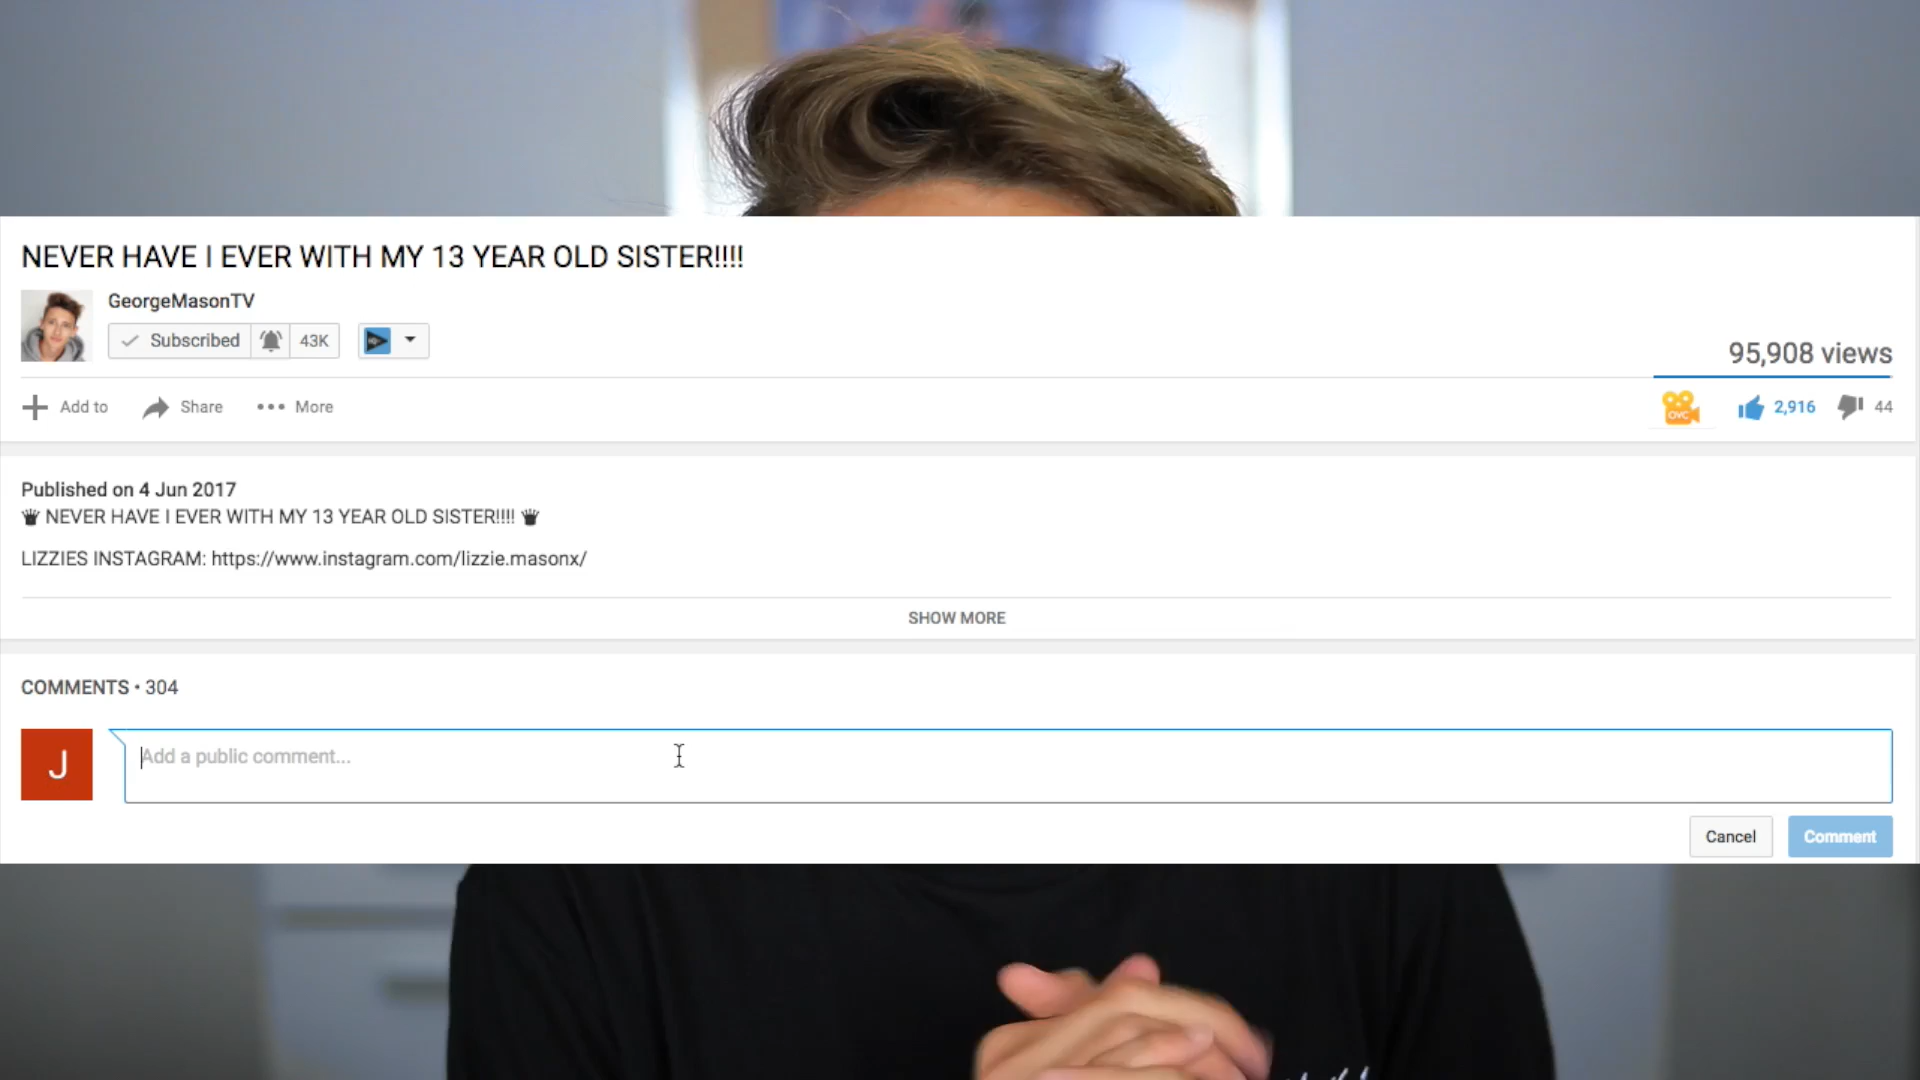 NEVER HAVE I EVER WITH MY 13 YEAR OLD SISTER!!!!
GeorgeMasonTV
Subscribed 43K
95,908 views
Add to Share More
OVC 2,916 44
Published on 4 Jun 2017
♛ NEVER HAVE I EVER WITH MY 13 YEAR OLD SISTER!!!! ♛
LIZZIES INSTAGRAM: https://www.instagram.com/lizzie.masonx/
SHOW MORE
COMMENTS • 304
J
Add a public comment...
Cancel Comment